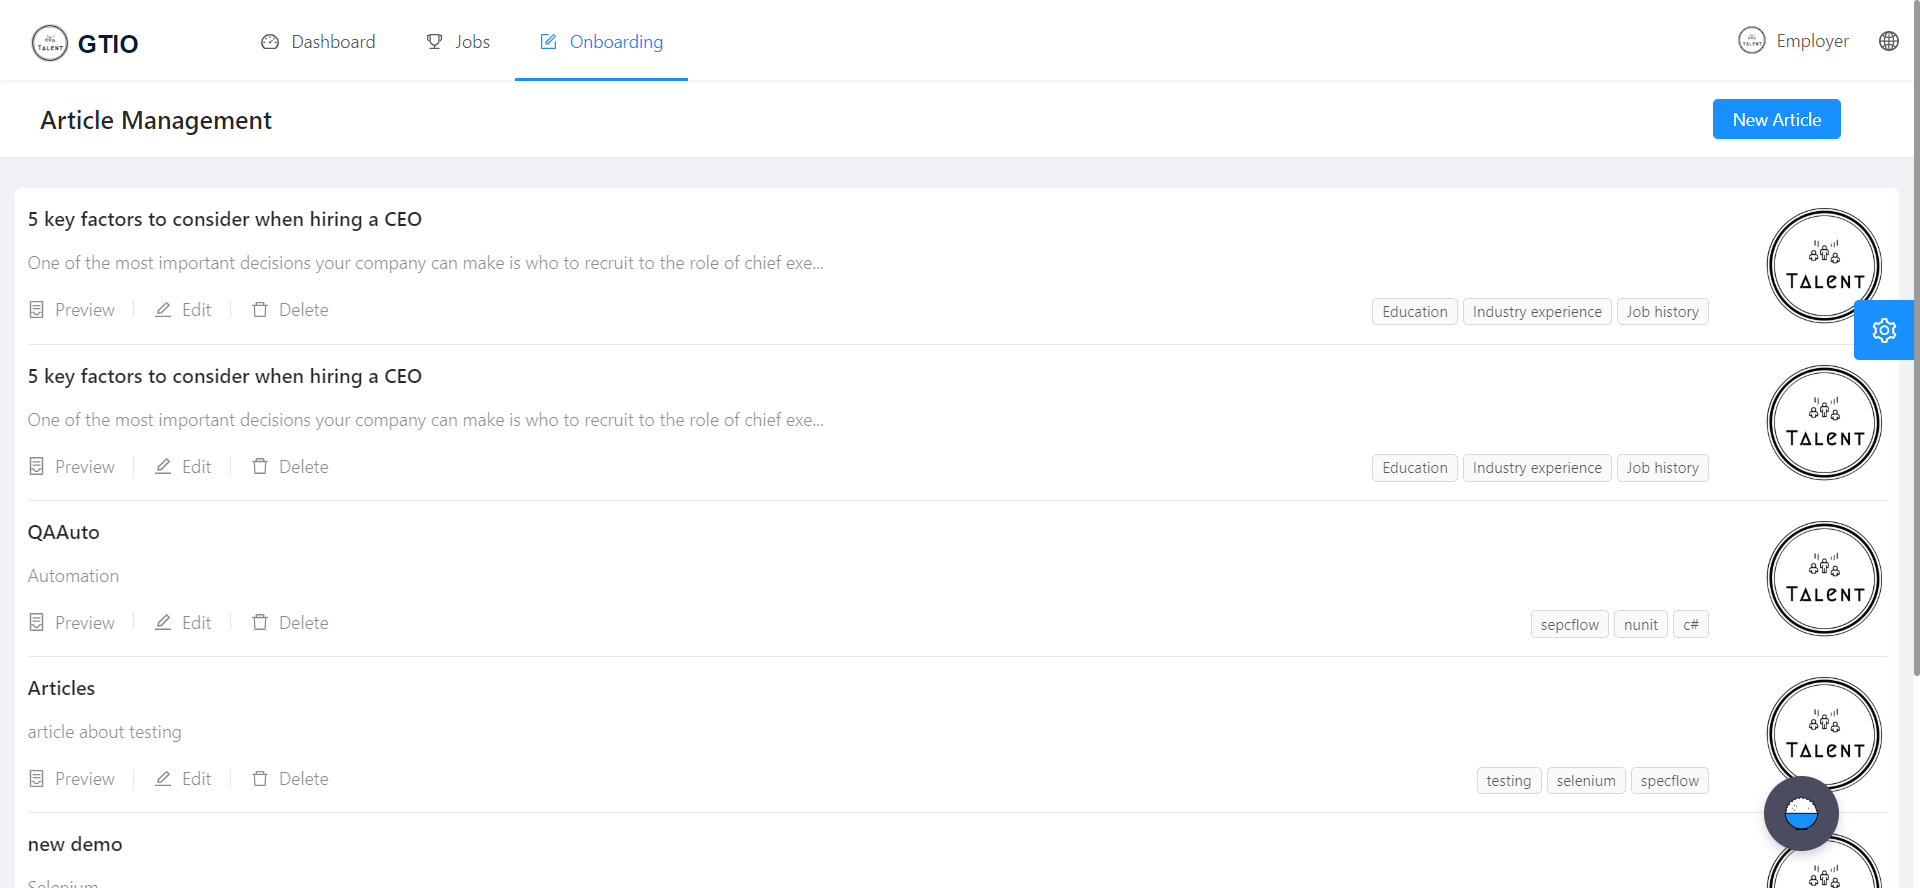 GTIO Dashboard Jobs Onboarding Employer
Article Management New Article
5 key factors to consider when hiring a CEO
One of the most important decisions your company can make is who to recruit to the role of chief exe...
Preview Edit Delete Education Industry experience Job history
TALENT
5 key factors to consider when hiring a CEO
One of the most important decisions your company can make is who to recruit to the role of chief exe...
Preview Edit Delete Education Industry experience Job history
TALENT
QAAuto
Automation
Preview Edit Delete sepcflow nunit c#
TALENT
Articles
article about testing
Preview Edit Delete testing selenium specflow
TALENT
new demo
Selenium